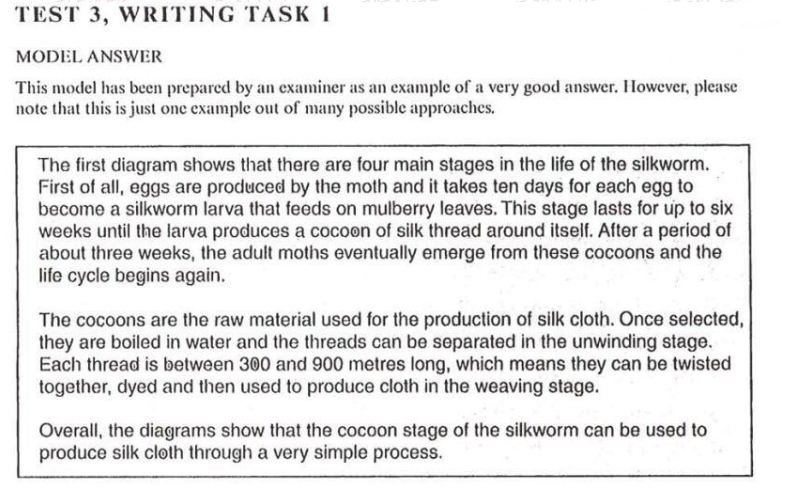 TEST 3, WRITING TASK 1
MODEL ANSWER
This model has been prepared by an examiner as an example of a very good answer. However, please
note that this is just one example out of many possible approaches.
The first diagram shows that there are four main stages in the life of the silkworm.
First of all, eggs are produced by the moth and it takes ten days for each egg to
become a silkworm larva that feeds on mulberry leaves. This stage lasts for up to six
weeks until the larva produces a cocoon of silk thread around itself. After a period of
about three weeks, the adult moths eventually emerge from these cocoons and the
life cycle begins again.
The cocoons are the raw material used for the production of silk cloth. Once selected,
they are boiled in water and the threads can be separated in the unwinding stage.
Each thread is between 300 and 900 metres long, which means they can be twisted
together, dyed and then used to produce cloth in the weaving stage.
Overall, the diagrams show that the cocoon stage of the silkworm can be used to
produce silk cloth through a very simple process.